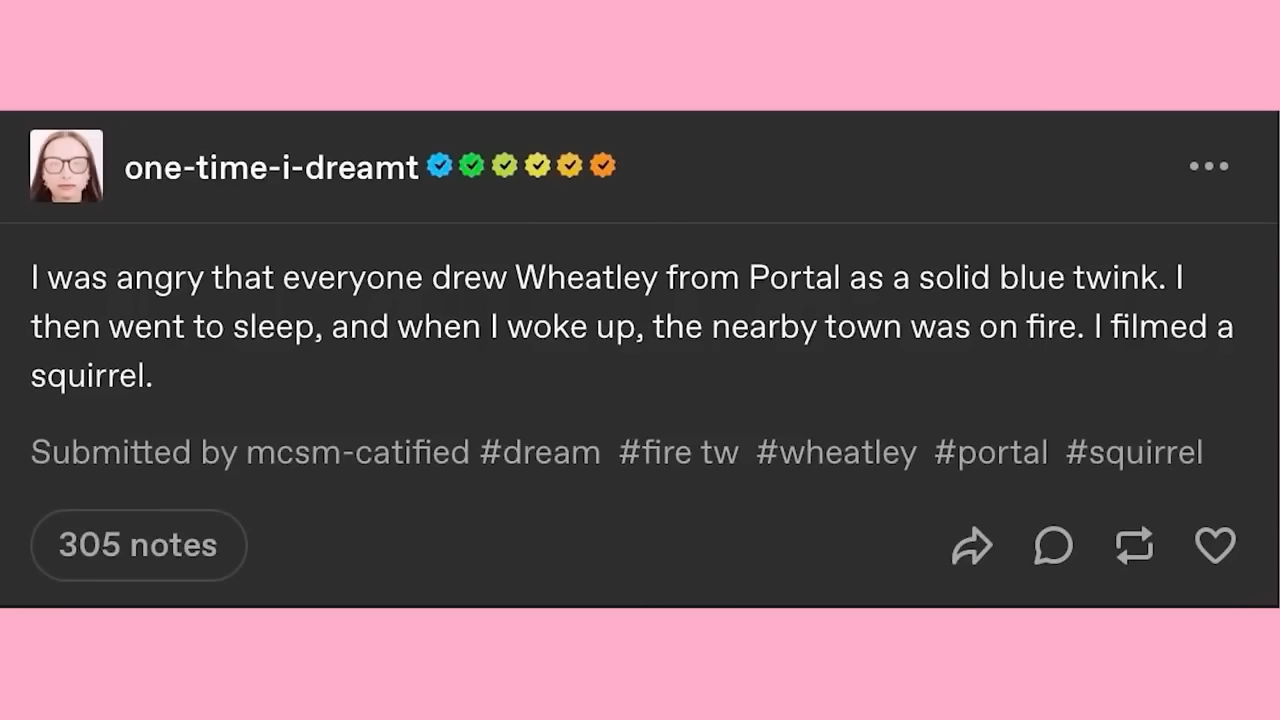 one-time-i-dreamt
I was angry that everyone drew Wheatley from Portal as a solid blue twink. I
then went to sleep, and when I woke up, the nearby town was on fire. I filmed a
squirrel.
Submitted by mcsm-catified #dream #fire tw #wheatley #portal #squirrel
305 notes